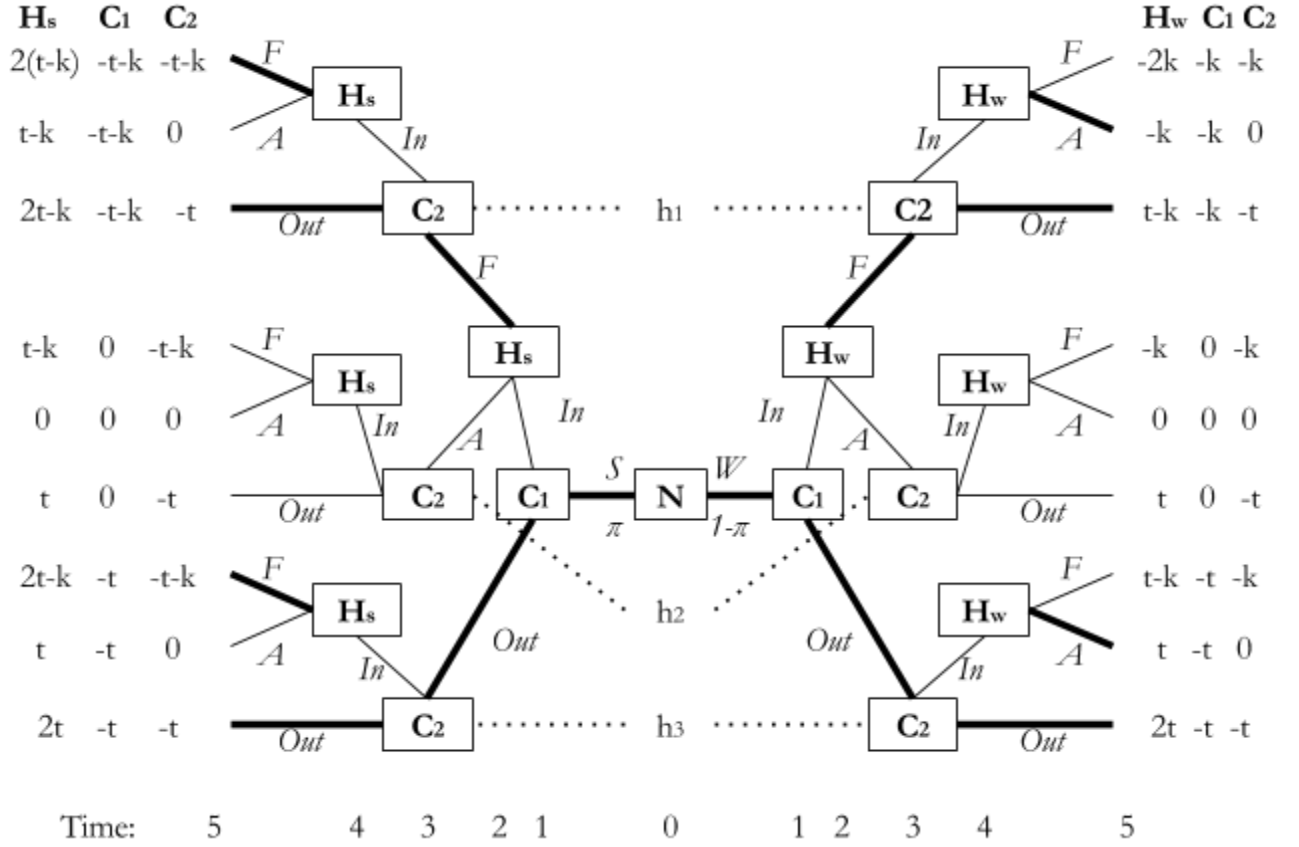 Hs C1 C2 Hw C1 C2
2(t-k) -t-k -t-k F F -2k -k -k
Hs Hw
t-k -t-k 0 A In In A -k -k 0
2t-k -t-k -t Out C2 h1 C2 Out t-k -k -t
F F
t-k 0 -t-k F Hs Hw F -k 0 -k
Hs Hw
0 0 0 A In A In In A In A 0 0 0
t 0 -t Out C2 C1 S N W C1 C2 Out t 0 -t
π 1-π
2t-k -t -t-k F F t-k -t -k
Hs h2 Hw
t -t 0 A In Out Out In A t -t 0
2t -t -t Out C2 h3 C2 Out 2t -t -t
Time: 5 4 3 2 1 0 1 2 3 4 5